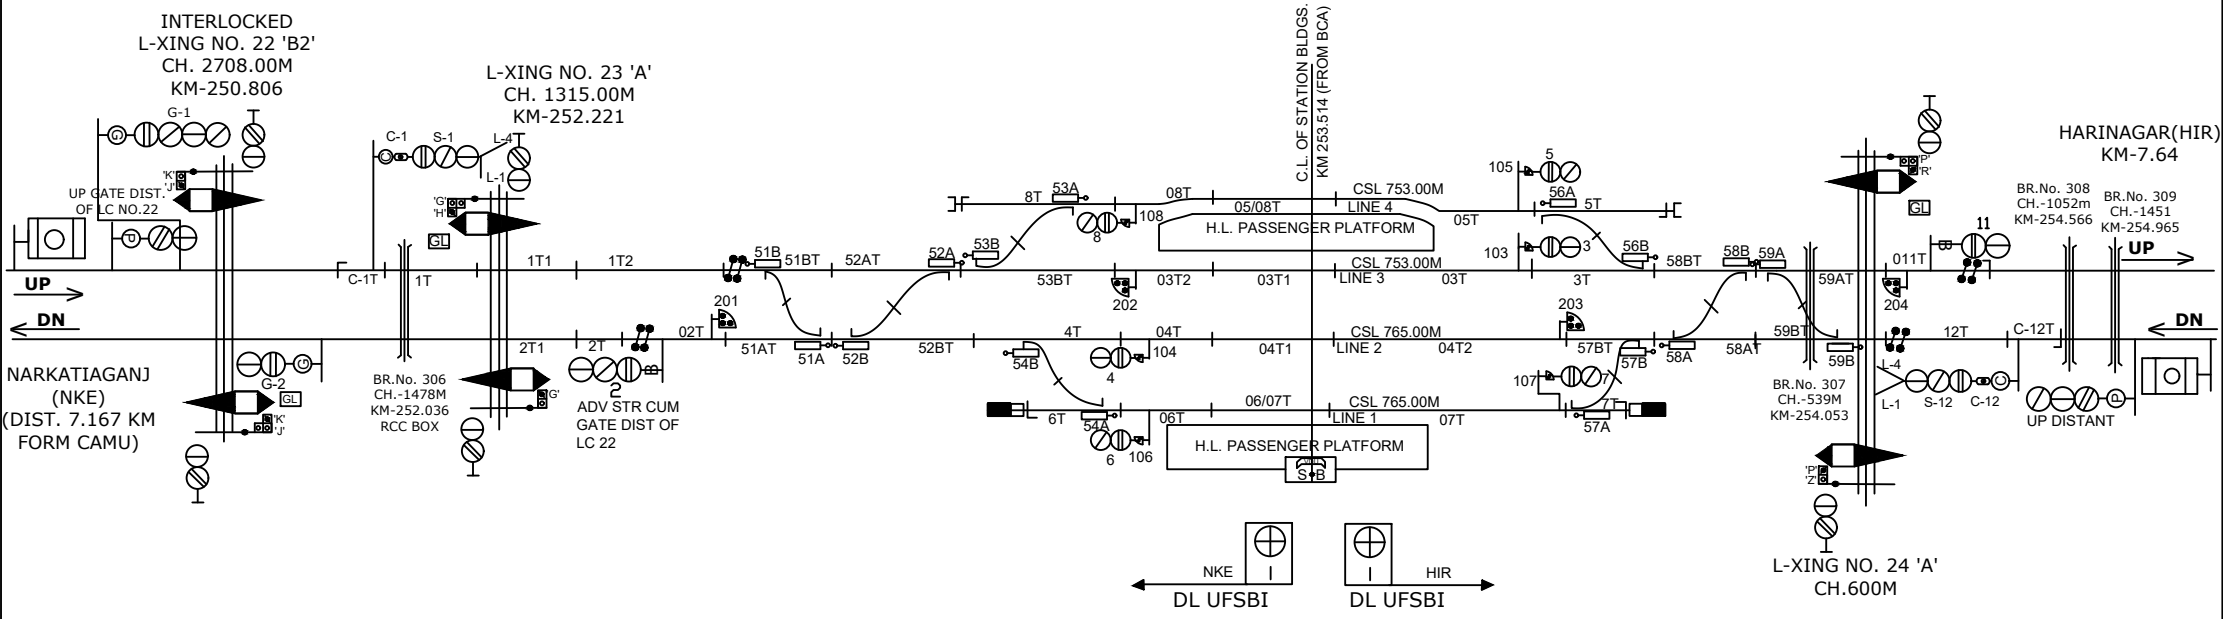 INTERLOCKED
L-XING NO. 22 'B2'
CH. 2708.00M
KM-250.806
G-1
G
'K'
'J'
UP GATE DIST.
OF LC NO.22
P
L-XING NO. 23 'A'
CH. 1315.00M
KM-252.221
C-1 S-1 L-4
C
L-1
'G'
'H'
GL
C-1T
1T
1T1
1T2
51B
51BT
52AT
52A
53B
8T
53A
08T
05/08T
CSL 753.00M
LINE 4
H.L. PASSENGER PLATFORM
108
8
53BT
202
03T2
03T1
CSL 753.00M
LINE 3
03T
C.L. OF STATION BLDGS.
KM 253.514 (FROM BCA)
105
5
56A
5T
05T
103
3
3T
56B
58BT
58B
59A
59AT
'P'
'R'
GL
204
011T
11
B
BR.No. 308
CH.-1052m
KM-254.566
BR.No. 309
CH.-1451
KM-254.965
HARINAGAR(HIR)
KM-7.64
UP
UP
DN
DN
2T1
2T
02T
201
51AT
51A
52B
52BT
4T
04T
04T1
CSL 765.00M
LINE 2
04T2
203
57BT
57B
58A
58AT
59BT
59B
12T
C-12T
NARKATIAGANJ
(NKE)
(DIST. 7.167 KM
FORM CAMU)
G
G-2
GL
'K'
'J'
BR.No. 306
CH.-1478M
KM-252.036
RCC BOX
'G'
B
2
ADV STR CUM
GATE DIST OF
LC 22
54B
4
104
6T
54A
06T
6
106
06/07T
CSL 765.00M
LINE 1
07T
H.L. PASSENGER PLATFORM
S B
107
7
7T
57A
BR.No. 307
CH.-539M
KM-254.053
L-4
L-1
S-12
C-12
C
P
UP DISTANT
'P'
'Z'
L-XING NO. 24 'A'
CH.600M
NKE
DL UFSBI
HIR
DL UFSBI